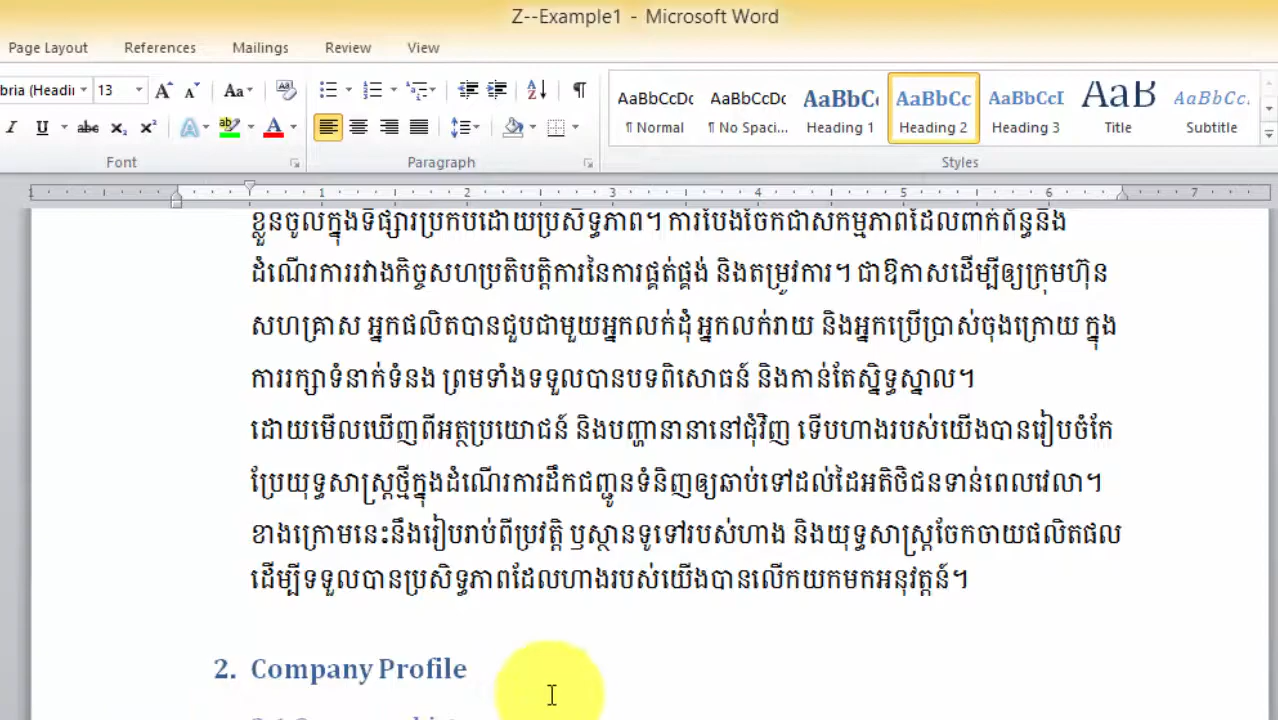 Z--Example1 - Microsoft Word
Page Layout References Mailings Review View
bria (Headin 13 Aa
Font Paragraph Styles
AaBbCcDc AaBbCcDc AaBbC AaBbCc AaBbCcI AaB AaBbCc.
¶ Normal ¶ No Spaci... Heading 1 Heading 2 Heading 3 Title Subtitle
1 1 2 3 4 5 6 7
ខ្លួនចូលក្នុងទីផ្សារប្រកបដោយប្រសិទ្ធភាព។ ការបែងចែកជាសកម្មភាពដែលពាក់ព័ន្ធនឹង
ដំណើរការរវាងកិច្ចសហប្រតិបត្តិការនៃការផ្គត់ផ្គង់ និងតម្រូវការ។ ជាឱកាសដើម្បីឲ្យក្រុមហ៊ុន
សហគ្រាស អ្នកផលិតបានជួបជាមួយអ្នកលក់ដុំ អ្នកលក់រាយ និងអ្នកប្រើប្រាស់ចុងក្រោយ ក្នុង
ការរក្សាទំនាក់ទំនង ព្រមទាំងទទួលបានបទពិសោធន៍ និងកាន់តែស្និទ្ធស្នាល។
ដោយមើលឃើញពីអត្ថប្រយោជន៍ និងបញ្ហានានានៅជុំវិញ ទើបហាងរបស់យើងបានរៀបចំកែ
ប្រែយុទ្ធសាស្ត្រថ្មីក្នុងដំណើរការដឹកជញ្ជូនទំនិញឲ្យឆាប់ទៅដល់ដៃអតិថិជនទាន់ពេលវេលា។
ខាងក្រោមនេះនឹងរៀបរាប់ពីប្រវត្តិ ឫស្ថានទូទៅរបស់ហាង និងយុទ្ធសាស្ត្រចែកចាយផលិតផល
ដើម្បីទទួលបានប្រសិទ្ធភាពដែលហាងរបស់យើងបានលើកយកមកអនុវត្តន៍។
2. Company Profile